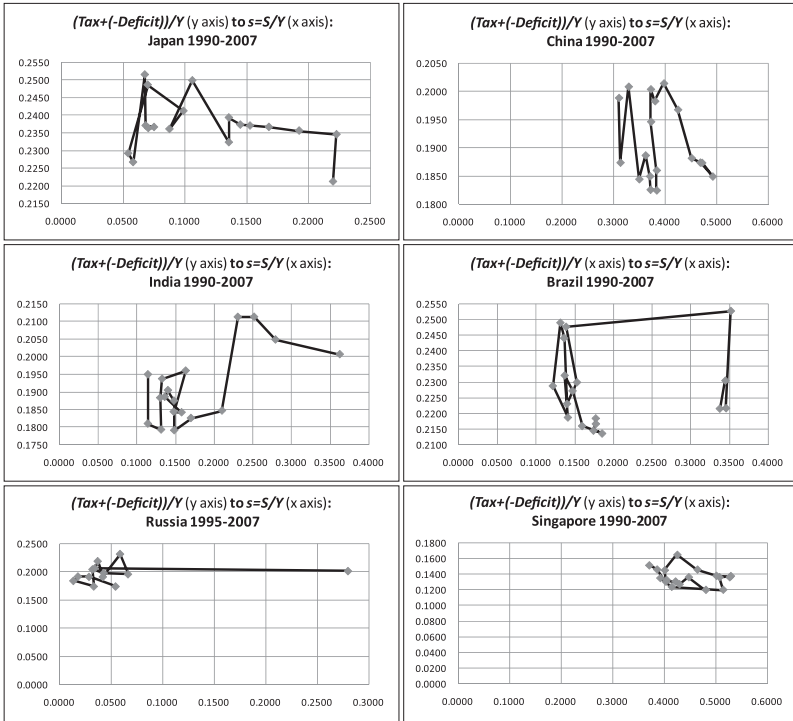 (Tax+(-Deficit))/Y (y axis) to s=S/Y (x axis):
Japan 1990-2007
0.2550
0.2500
0.2450
0.2400
0.2350
0.2300
0.2250
0.2200
0.2150
0.0000 0.0500 0.1000 0.1500 0.2000 0.2500
(Tax+(-Deficit))/Y (y axis) to s=S/Y (x axis):
China 1990-2007
0.2050
0.2000
0.1950
0.1900
0.1850
0.1800
0.0000 0.1000 0.2000 0.3000 0.4000 0.5000 0.6000
(Tax+(-Deficit))/Y (y axis) to s=S/Y (x axis):
India 1990-2007
0.2150
0.2100
0.2050
0.2000
0.1950
0.1900
0.1850
0.1800
0.1750
0.0000 0.0500 0.1000 0.1500 0.2000 0.2500 0.3000 0.3500 0.4000
(Tax+(-Deficit))/Y (x axis) to s=S/Y (x axis):
Brazil 1990-2007
0.2550
0.2500
0.2450
0.2400
0.2350
0.2300
0.2250
0.2200
0.2150
0.2100
0.0000 0.0500 0.1000 0.1500 0.2000 0.2500 0.3000 0.3500 0.4000
(Tax+(-Deficit))/Y (y axis) to s=S/Y (x axis):
Russia 1995-2007
0.2500
0.2000
0.1500
0.1000
0.0500
0.0000
0.0000 0.0500 0.1000 0.1500 0.2000 0.2500 0.3000
(Tax+(-Deficit))/Y (y axis) to s=S/Y (x axis):
Singapore 1990-2007
0.1800
0.1600
0.1400
0.1200
0.1000
0.0800
0.0600
0.0400
0.0200
0.0000
0.0000 0.1000 0.2000 0.3000 0.4000 0.5000 0.6000